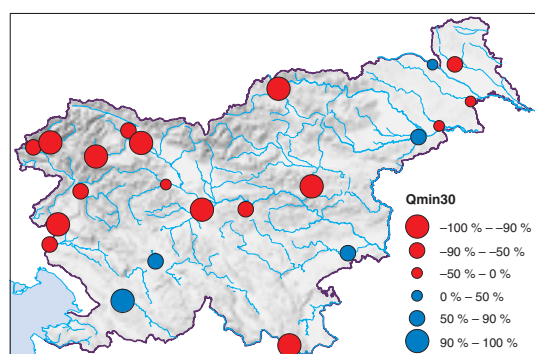 Qmin30
–100 % – –90 %
–90 % – –50 %
–50 % – 0 %
0 % – 50 %
50 % – 90 %
90 % – 100 %